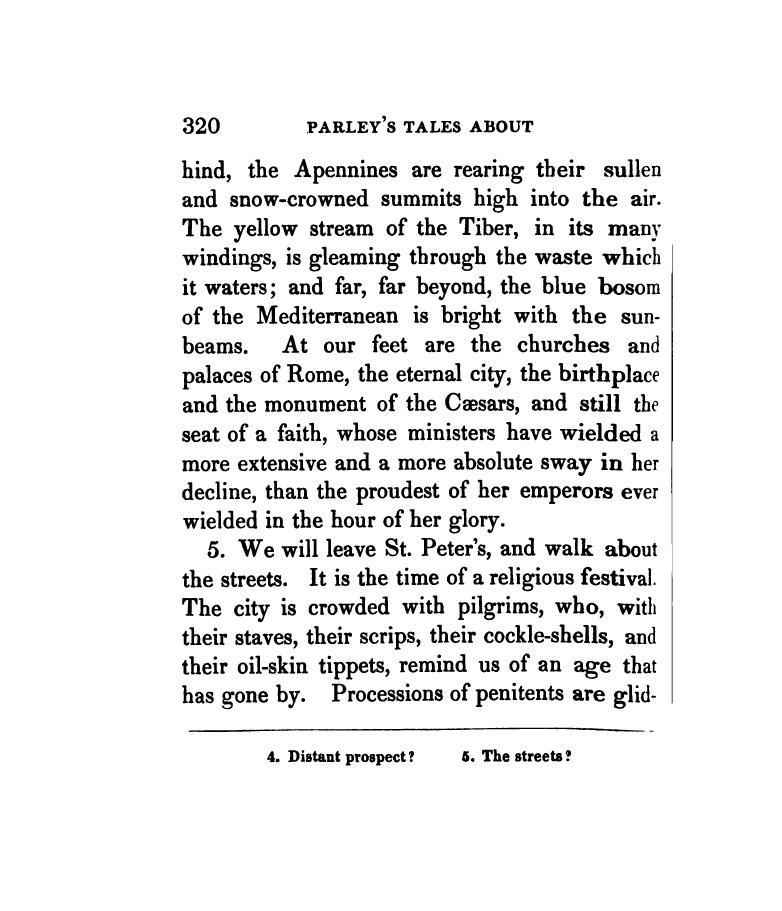 320 PARLEY'S TALES ABOUT
hind, the Apennines are rearing their sullen
and snow-crowned summits high into the air.
The yellow stream of the Tiber, in its many
windings, is gleaming through the waste which
it waters; and far, far beyond, the blue bosom
of the Mediterranean is bright with the sun-
beams. At our feet are the churches and
palaces of Rome, the eternal city, the birthplace
and the monument of the Cæsars, and still the
seat of a faith, whose ministers have wielded a
more extensive and a more absolute sway in her
decline, than the proudest of her emperors ever
wielded in the hour of her glory.
5. We will leave St. Peter's, and walk about
the streets. It is the time of a religious festival.
The city is crowded with pilgrims, who, with
their staves, their scrips, their cockle-shells, and
their oil-skin tippets, remind us of an age that
has gone by. Processions of penitents are glid-
4. Distant prospect? 5. The streets?